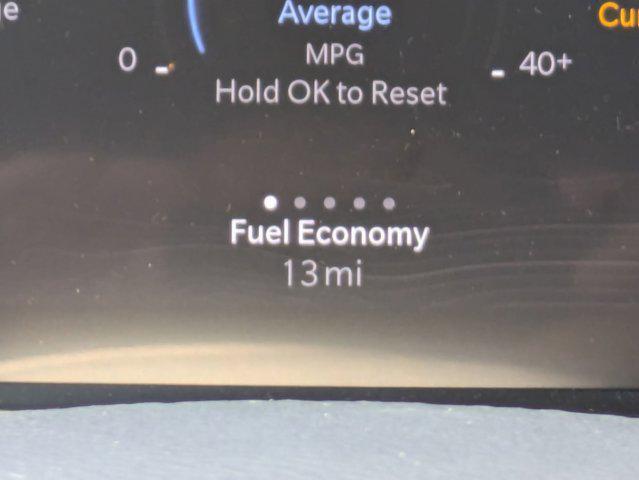 Average
MPG
0
40+
Hold OK to Reset
Fuel Economy
13 mi